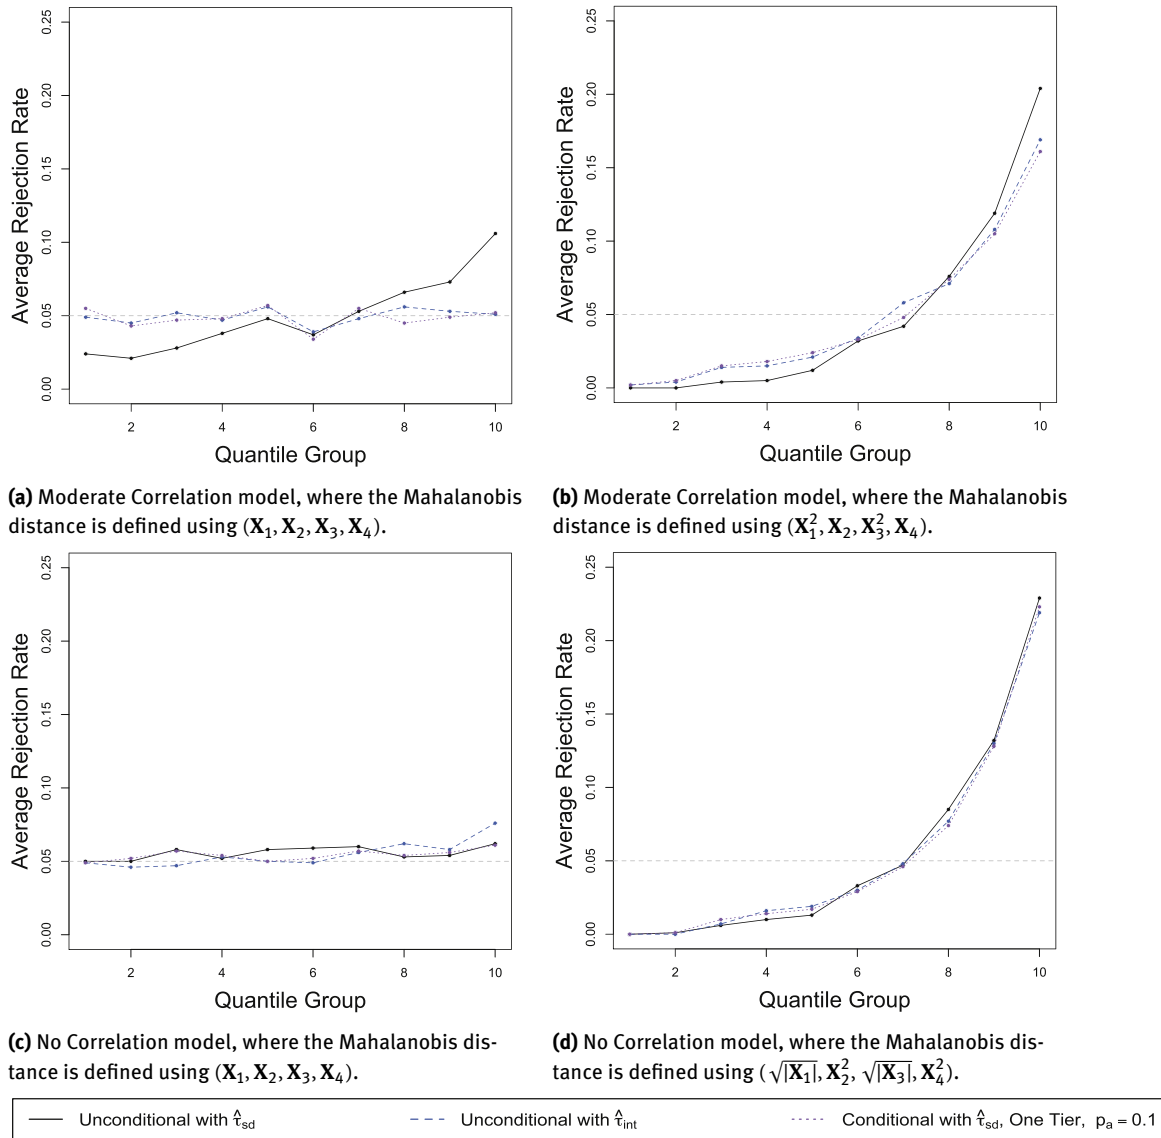 0.25
0.20
0.15
0.10
0.05
0.00
Average Rejection Rate
2 4 6 8 10
Quantile Group
(a) Moderate Correlation model, where the Mahalanobis
distance is defined using (X₁, X₂, X₃, X₄).
0.25
0.20
0.15
0.10
0.05
0.00
Average Rejection Rate
2 4 6 8 10
Quantile Group
(b) Moderate Correlation model, where the Mahalanobis
distance is defined using (X₁², X₂, X₃², X₄).
0.25
0.20
0.15
0.10
0.05
0.00
Average Rejection Rate
2 4 6 8 10
Quantile Group
(c) No Correlation model, where the Mahalanobis dis-
tance is defined using (X₁, X₂, X₃, X₄).
0.25
0.20
0.15
0.10
0.05
0.00
Average Rejection Rate
2 4 6 8 10
Quantile Group
(d) No Correlation model, where the Mahalanobis dis-
tance is defined using (√|X₁|, X₂², √|X₃|, X₄²).
Unconditional with τ̂sd Unconditional with τ̂int Conditional with τ̂sd, One Tier, pₐ = 0.1